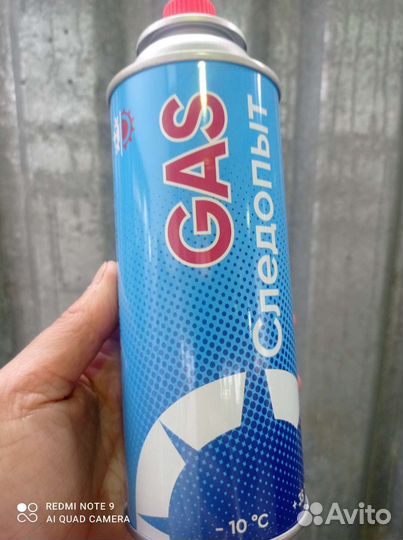 GAS
Следопыт
- 10 °C
REDMI NOTE 9
AI QUAD CAMERA
Avito